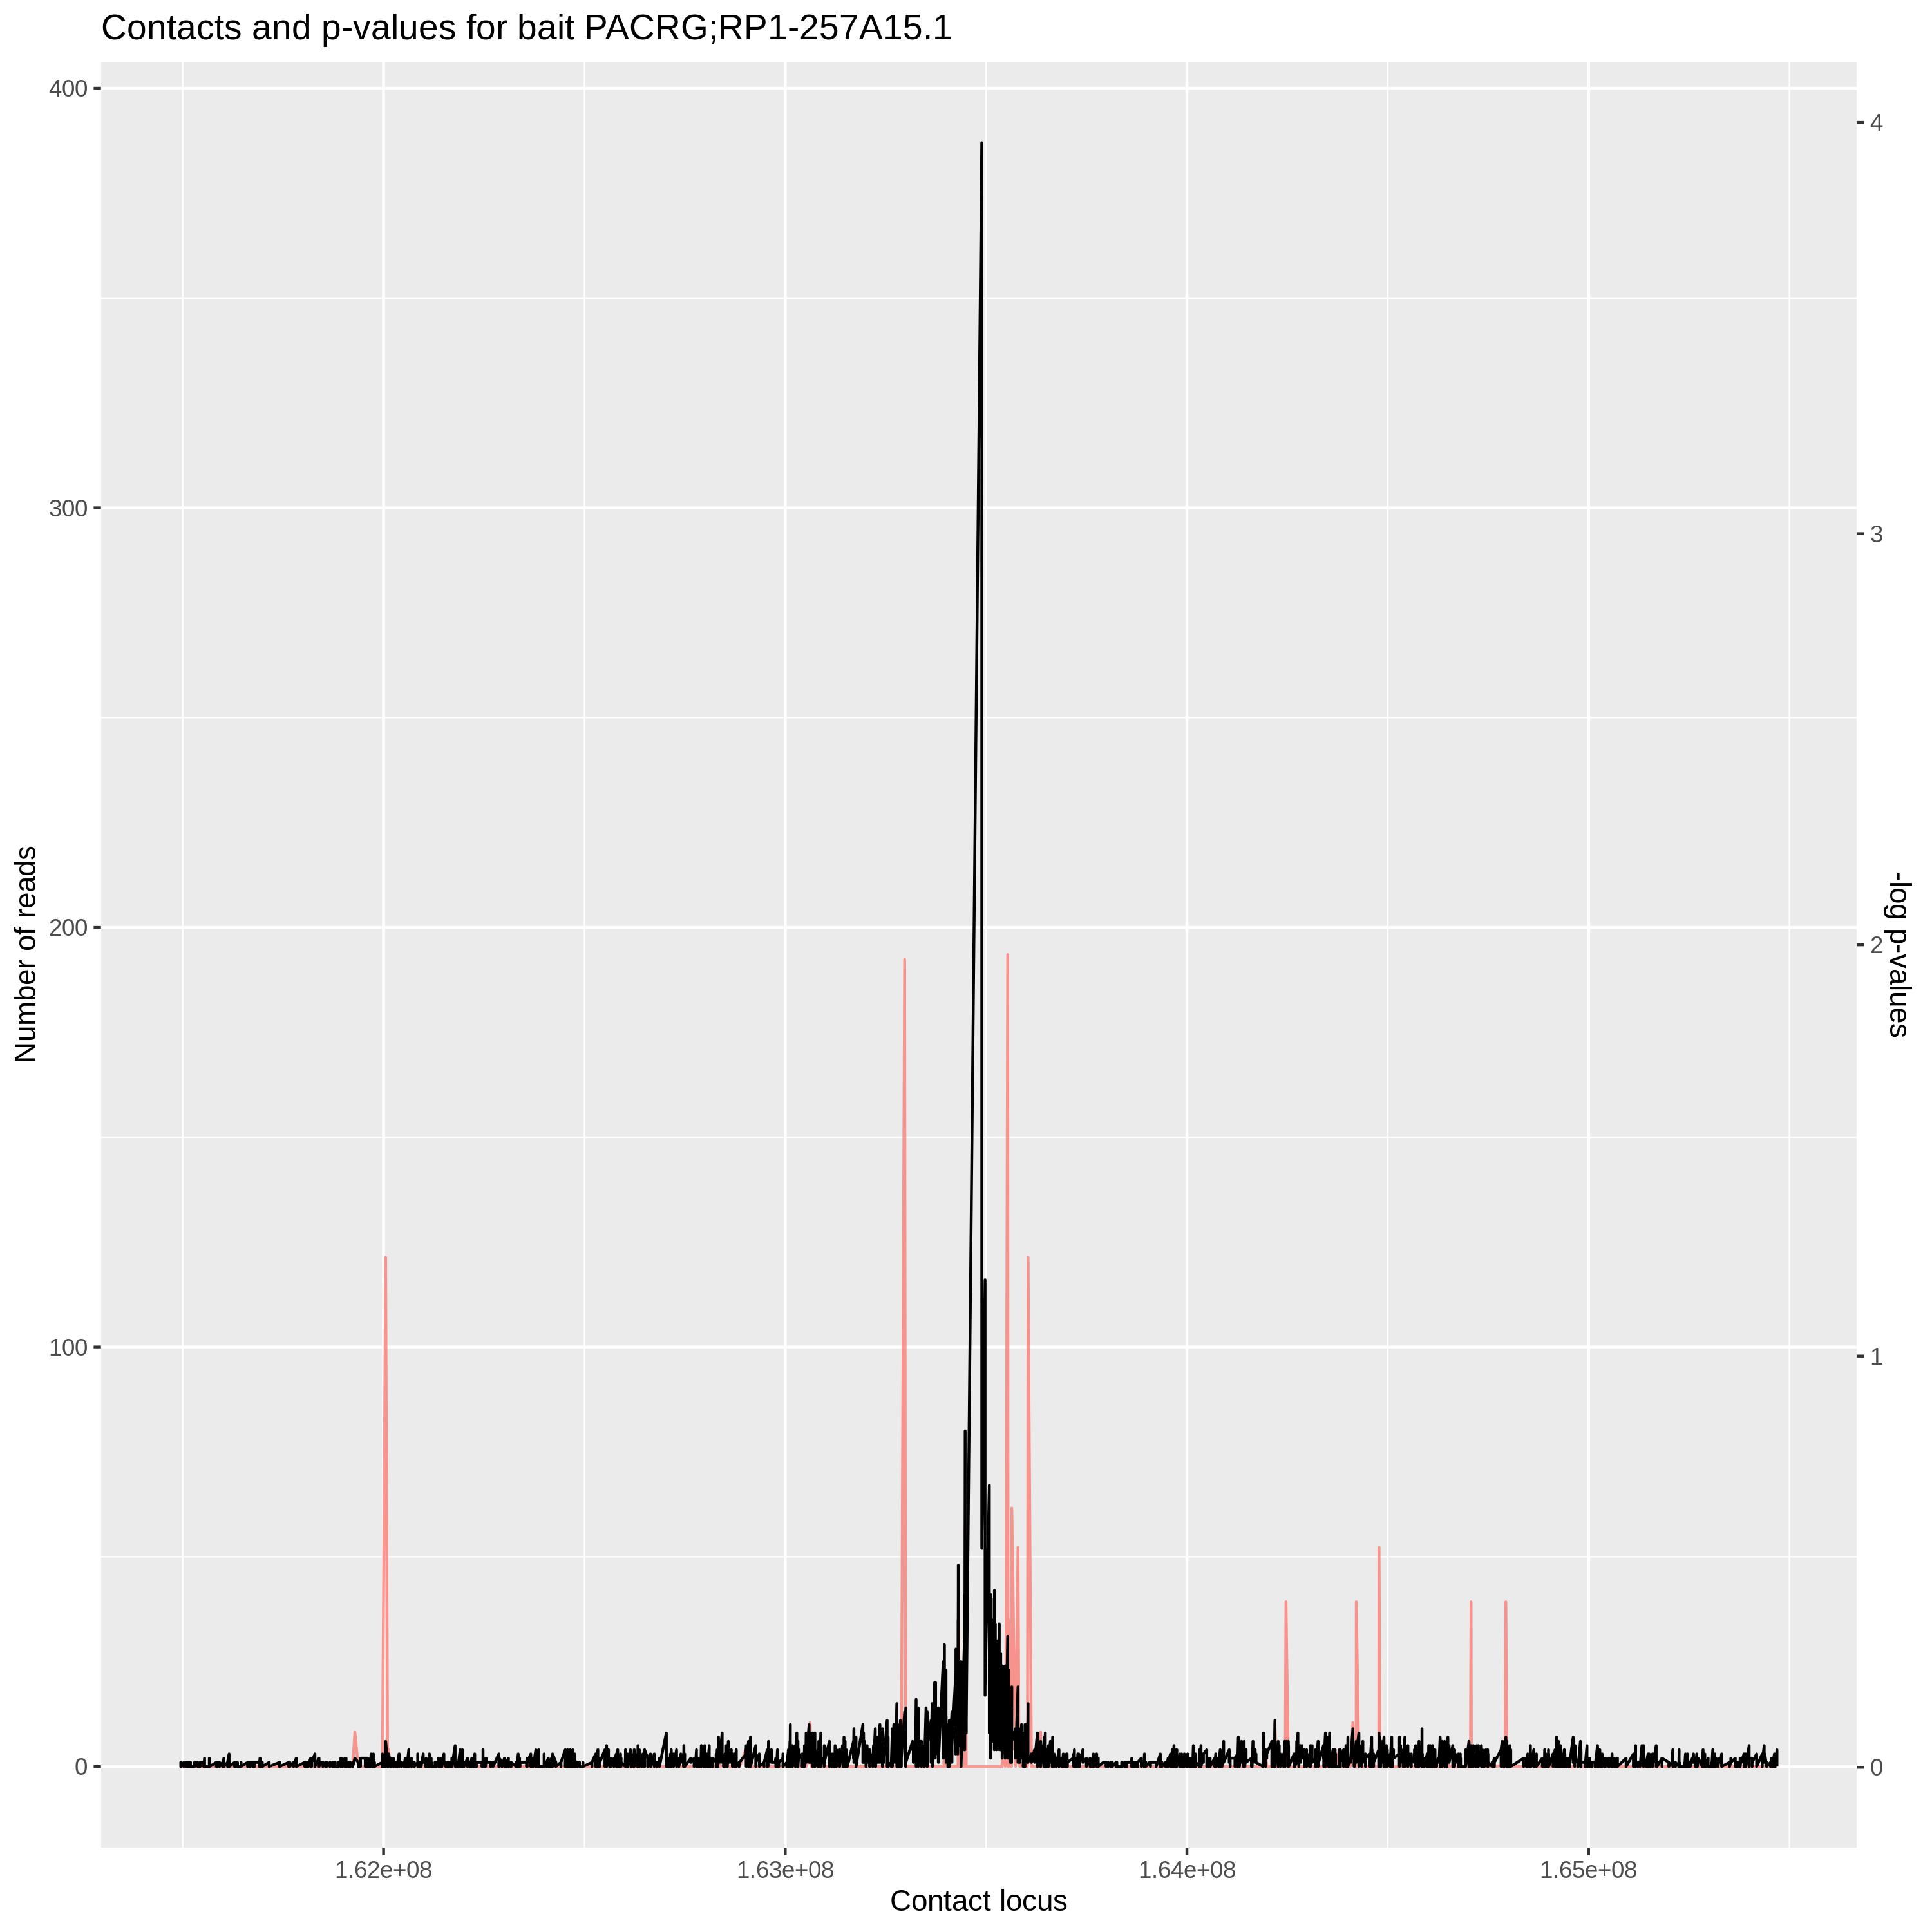 Contacts and p-values for bait PACRG;RP1-257A15.1
400
300
200
100
0
Number of reads
4
3
2
1
0
-log p-values
1.62e+08
1.63e+08
1.64e+08
1.65e+08
Contact locus